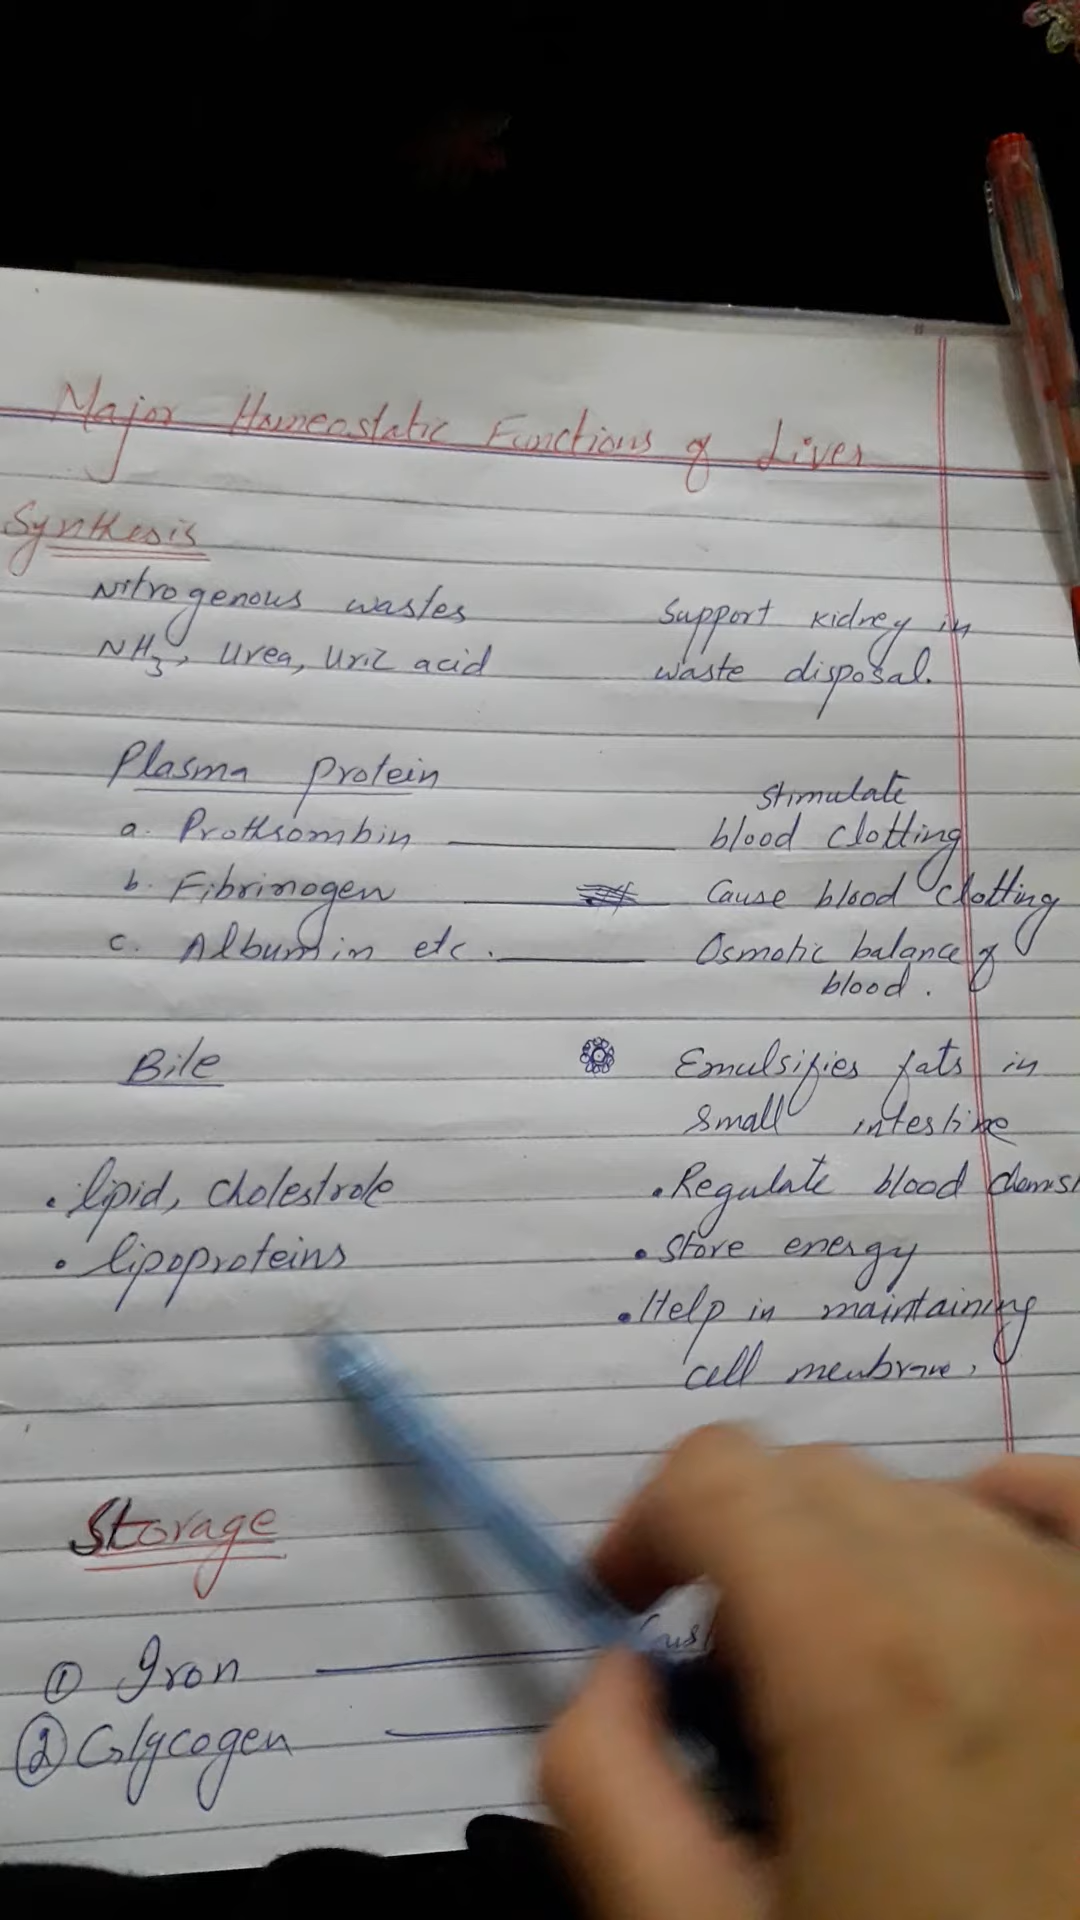 Major Homeostatic Functions of Liver
Synthesis
Nitrogenous wastes Support kidney in
NH3, Urea, Uric acid waste disposal.
Plasma protein
stimulate
a. Prothrombin blood clotting
b. Fibrinogen Cause blood clotting
c. Albumin etc. Osmotic balance of
blood.
Bile Emulsifies fats in
small intestine
• lipid, cholestrole • Regulate blood
• lipoproteins • Store energy
• Help in maintaining
cell menbrane.
Storage
① Iron
② Glycogen